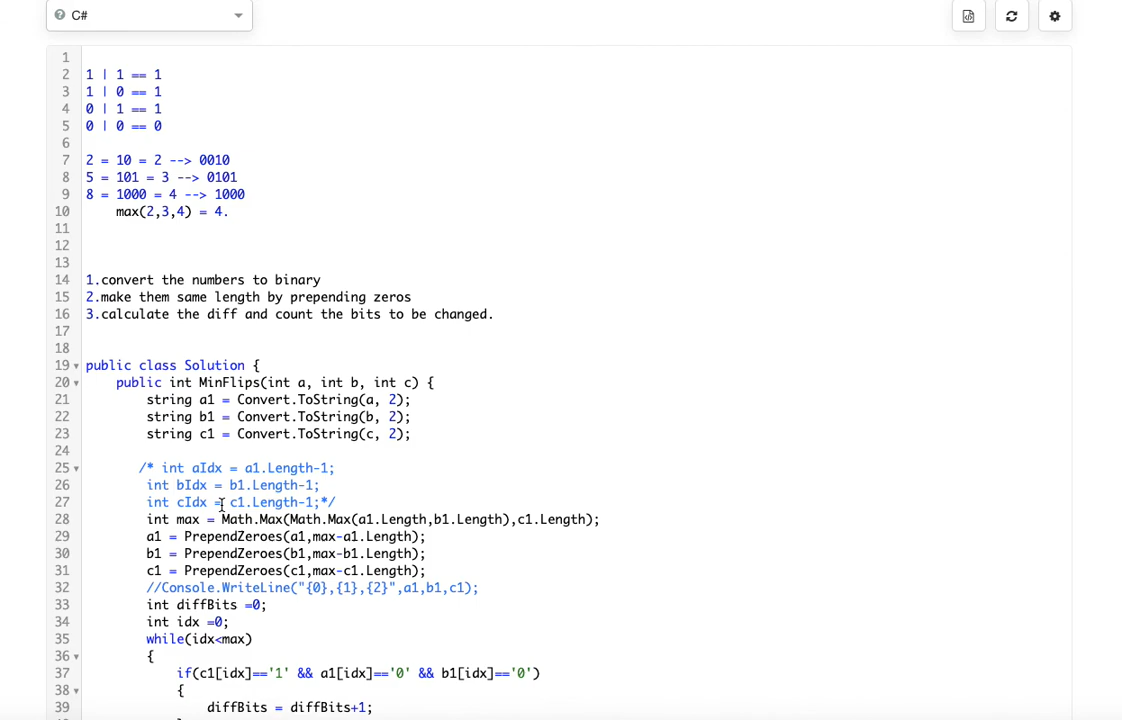 C#
1
2 1 | 1 == 1
3 1 | 0 == 1
4 0 | 1 == 1
5 0 | 0 == 0
6
7 2 = 10 = 2 --> 0010
8 5 = 101 = 3 --> 0101
9 8 = 1000 = 4 --> 1000
10 max(2,3,4) = 4.
11
12
13
14 1.convert the numbers to binary
15 2.make them same length by prepending zeros
16 3.calculate the diff and count the bits to be changed.
17
18
19 public class Solution {
20 public int MinFlips(int a, int b, int c) {
21 string a1 = Convert.ToString(a, 2);
22 string b1 = Convert.ToString(b, 2);
23 string c1 = Convert.ToString(c, 2);
24
25 /* int aIdx = a1.Length-1;
26 int bIdx = b1.Length-1;
27 int cIdx = c1.Length-1;*/
28 int max = Math.Max(Math.Max(a1.Length,b1.Length),c1.Length);
29 a1 = PrependZeroes(a1,max-a1.Length);
30 b1 = PrependZeroes(b1,max-b1.Length);
31 c1 = PrependZeroes(c1,max-c1.Length);
32 //Console.WriteLine("{0},{1},{2}",a1,b1,c1);
33 int diffBits =0;
34 int idx =0;
35 while(idx<max)
36 {
37 if(c1[idx]=='1' && a1[idx]=='0' && b1[idx]=='0')
38 {
39 diffBits = diffBits+1;